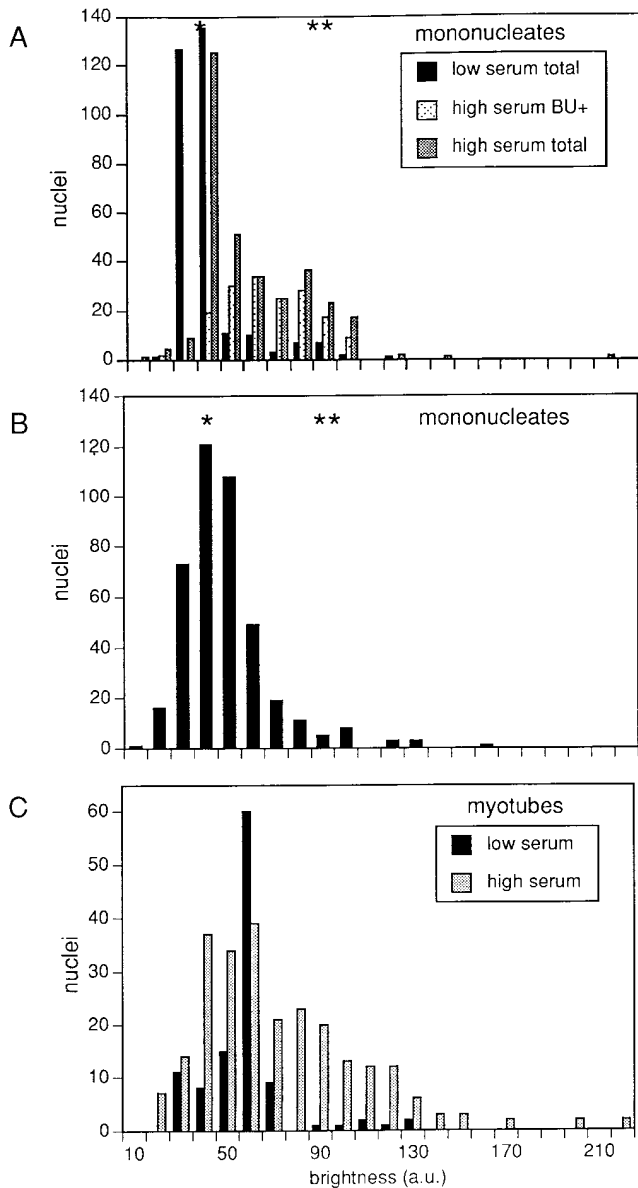 A
mononucleates
* **
low serum total
high serum BU+
high serum total
nuclei
140
120
100
80
60
40
20
0
B
* ** mononucleates
nuclei
140
120
100
80
60
40
20
0
C
myotubes
low serum
high serum
nuclei
60
50
40
30
20
10
0
10 50 90 130 170 210
brightness (a.u.)